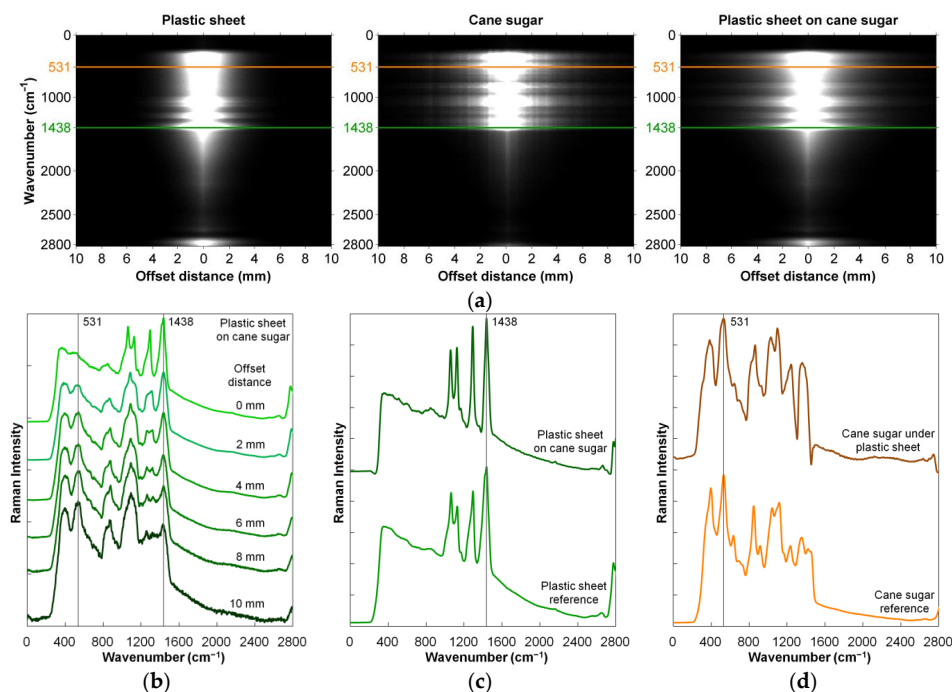 Plastic sheet
Cane sugar
Plastic sheet on cane sugar
Wavenumber (cm⁻¹)
0
531
1000
1438
2000
2500
2800
0
531
1000
1438
2000
2500
2800
0
531
1000
1438
2000
2500
2800
10 8 6 4 2 0 2 4 6 8 10
10 8 6 4 2 0 2 4 6 8 10
10 8 6 4 2 0 2 4 6 8 10
Offset distance (mm)
Offset distance (mm)
Offset distance (mm)
(a)
Raman Intensity
531
1438
Plastic sheet
on cane sugar
Offset
distance
0 mm
2 mm
4 mm
6 mm
8 mm
10 mm
0 400 800 1200 1600 2000 2400 2800
Wavenumber (cm⁻¹)
(b)
Raman Intensity
1438
Plastic sheet
on cane sugar
Plastic sheet
reference
0 400 800 1200 1600 2000 2400 2800
Wavenumber (cm⁻¹)
(c)
Raman Intensity
531
Cane sugar under
plastic sheet
Cane sugar
reference
0 400 800 1200 1600 2000 2400 2800
Wavenumber (cm⁻¹)
(d)